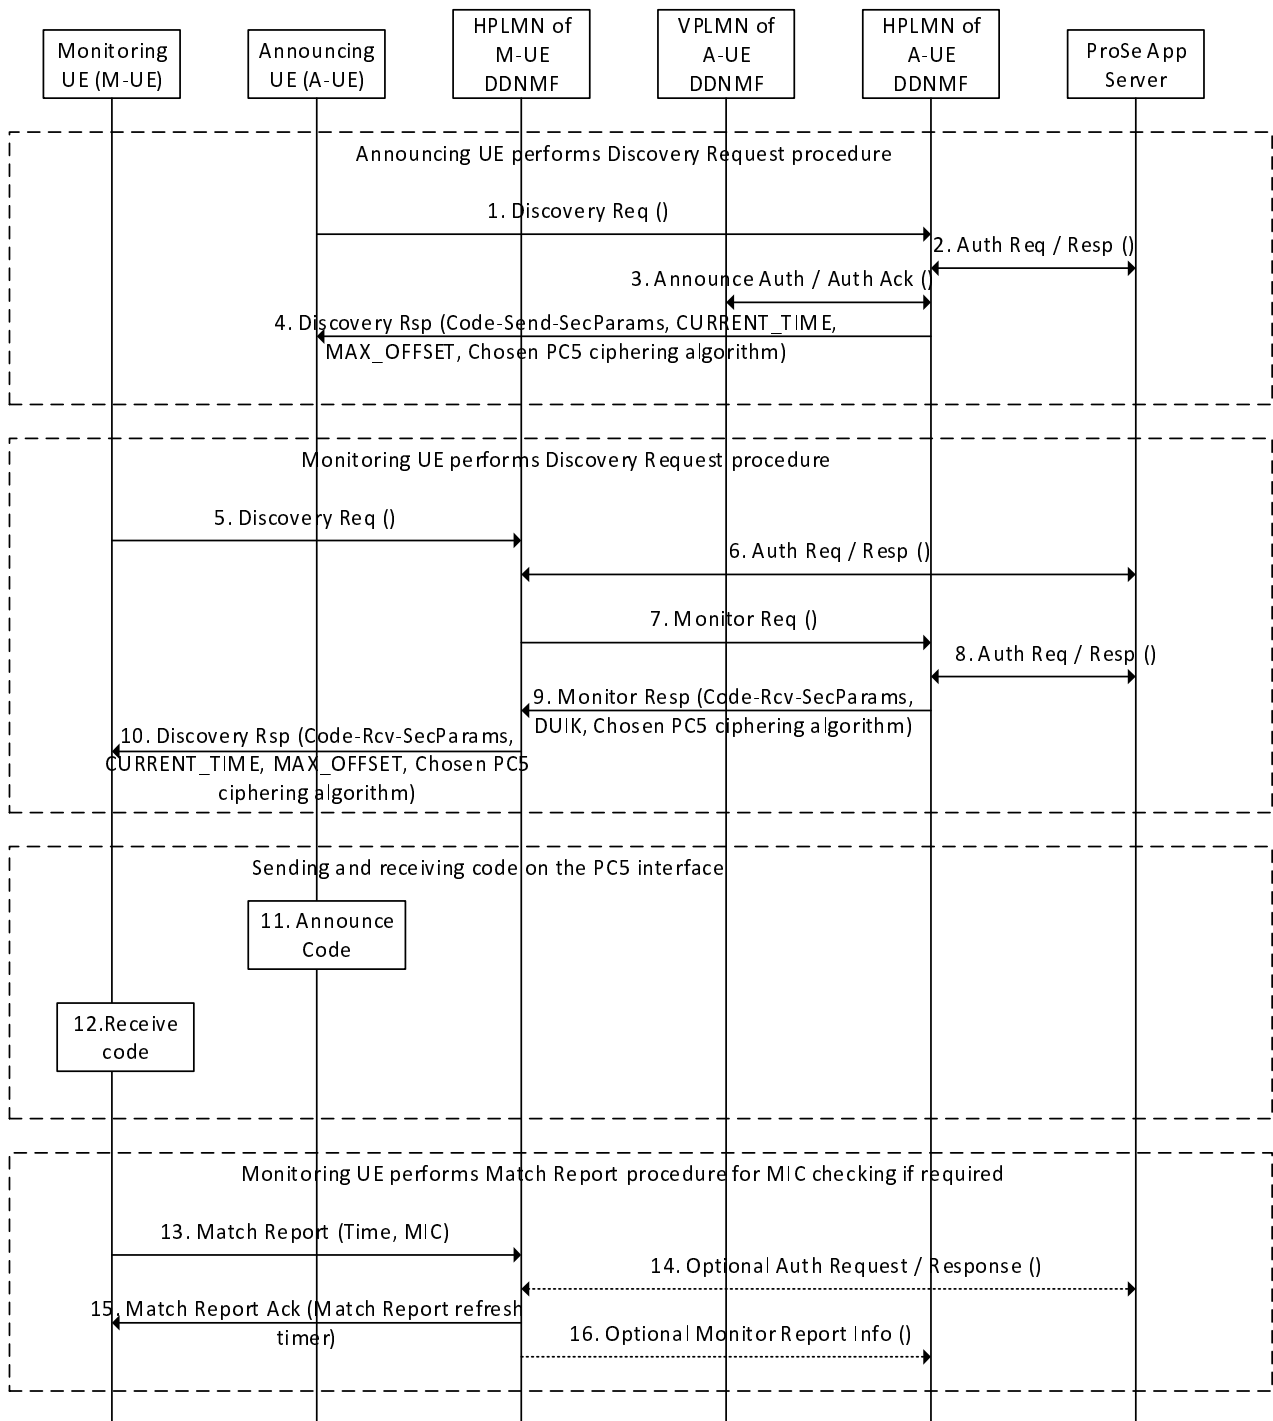 Monitoring
UE (M-UE)
Announcing
UE (A-UE)
HPLMN of
M-UE
DDNMF
VPLMN of
A-UE
DDNMF
HPLMN of
A-UE
DDNMF
ProSe App
Server
Announcing UE performs Discovery Request procedure
1. Discovery Req ()
2. Auth Req / Resp ()
3. Announce Auth / Auth Ack ()
4. Discovery Rsp (Code-Send-SecParams, CURRENT_TIME,
MAX_OFFSET, Chosen PC5 ciphering algorithm)
Monitoring UE performs Discovery Request procedure
5. Discovery Req ()
6. Auth Req / Resp ()
7. Monitor Req ()
8. Auth Req / Resp ()
9. Monitor Resp (Code-Rcv-SecParams,
DUIK, Chosen PC5 ciphering algorithm)
10. Discovery Rsp (Code-Rcv-SecParams,
CURRENT_TIME, MAX_OFFSET, Chosen PC5
ciphering algorithm)
Sending and receiving code on the PC5 interface
11. Announce
Code
12.Receive
code
Monitoring UE performs Match Report procedure for MIC checking if required
13. Match Report (Time, MIC)
14. Optional Auth Request / Response ()
15. Match Report Ack (Match Report refresh
timer)
16. Optional Monitor Report Info ()